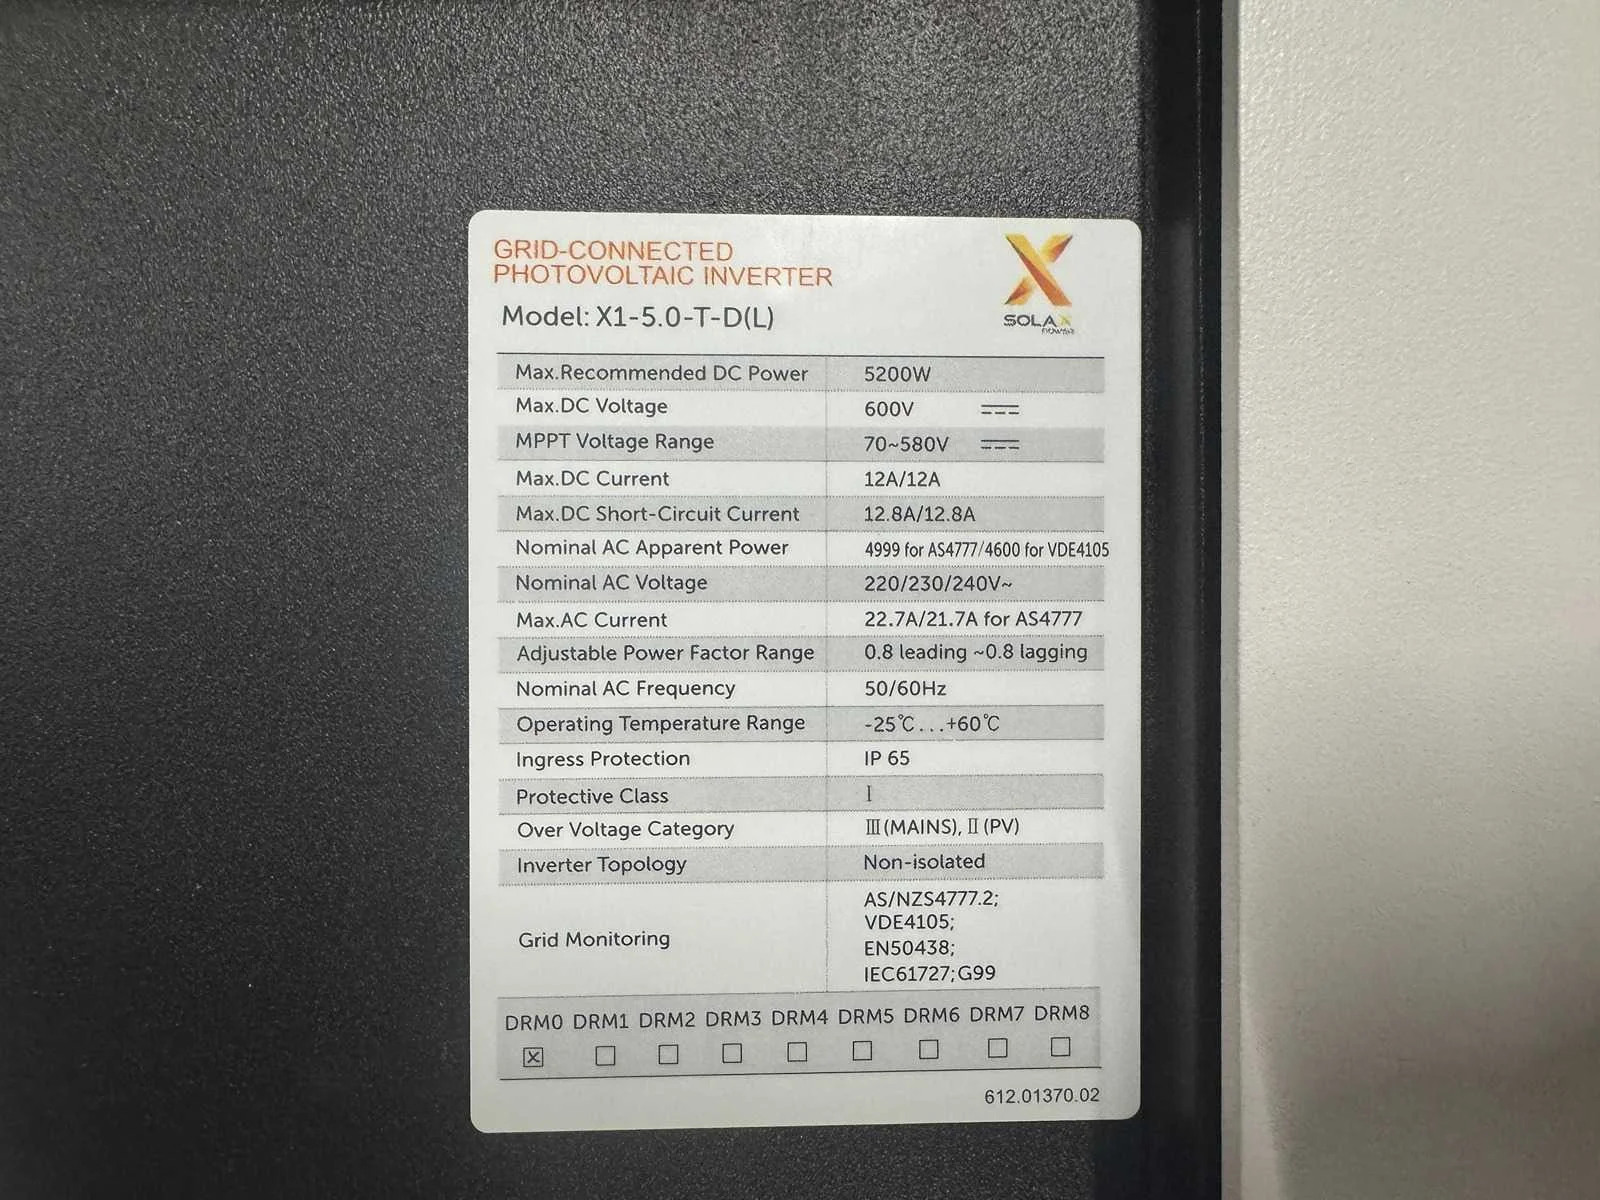 GRID-CONNECTED
PHOTOVOLTAIC INVERTER
SOLAX
POWER
Model: X1-5.0-T-D(L)
Max.Recommended DC Power 5200W
Max.DC Voltage 600V
MPPT Voltage Range 70~580V
Max.DC Current 12A/12A
Max.DC Short-Circuit Current 12.8A/12.8A
Nominal AC Apparent Power 4999 for AS4777/4600 for VDE4105
Nominal AC Voltage 220/230/240V~
Max.AC Current 22.7A/21.7A for AS4777
Adjustable Power Factor Range 0.8 leading ~0.8 lagging
Nominal AC Frequency 50/60Hz
Operating Temperature Range -25℃...+60℃
Ingress Protection IP 65
Protective Class Ⅰ
Over Voltage Category Ⅲ(MAINS), Ⅱ(PV)
Inverter Topology Non-isolated
Grid Monitoring
AS/NZS4777.2;
VDE4105;
EN50438;
IEC61727;G99
DRM0 DRM1 DRM2 DRM3 DRM4 DRM5 DRM6 DRM7 DRM8
☒ ☐ ☐ ☐ ☐ ☐ ☐ ☐ ☐
612.01370.02